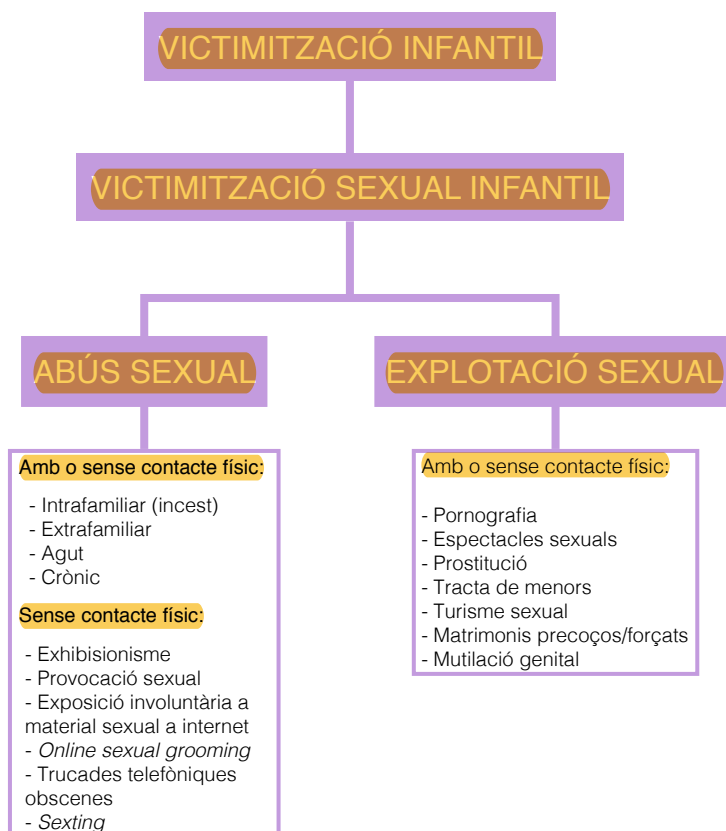 VICTIMITZACIÓ INFANTIL
VICTIMITZACIÓ SEXUAL INFANTIL
ABÚS SEXUAL
Amb o sense contacte físic:
- Intrafamiliar (incest)
- Extrafamiliar
- Agut
- Crònic
Sense contacte físic:
- Exhibisionisme
- Provocació sexual
- Exposició involuntària a
material sexual a internet
- Online sexual grooming
- Trucades telefòniques
obscenes
- Sexting
EXPLOTACIÓ SEXUAL
Amb o sense contacte físic:
- Pornografia
- Espectacles sexuals
- Prostitució
- Tracta de menors
- Turisme sexual
- Matrimonis precoços/forçats
- Mutilació genital